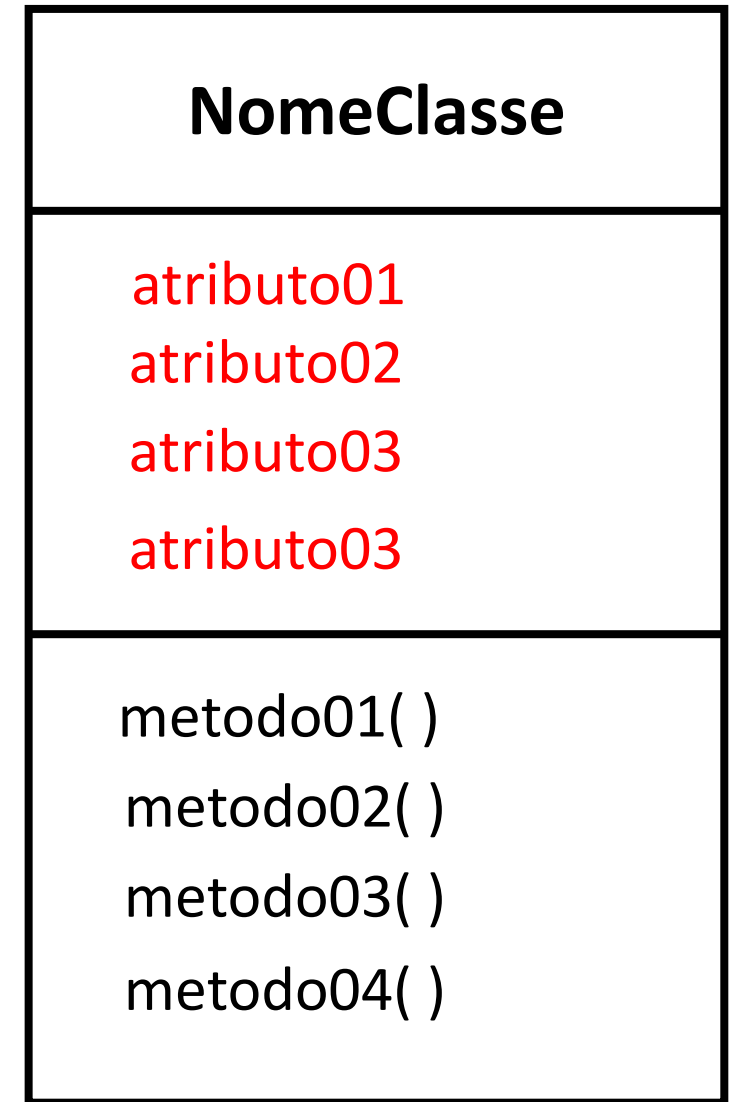 NomeClasse
atributo01
atributo02
atributo03
atributo03
metodo01( )
metodo02( )
metodo03( )
metodo04( )